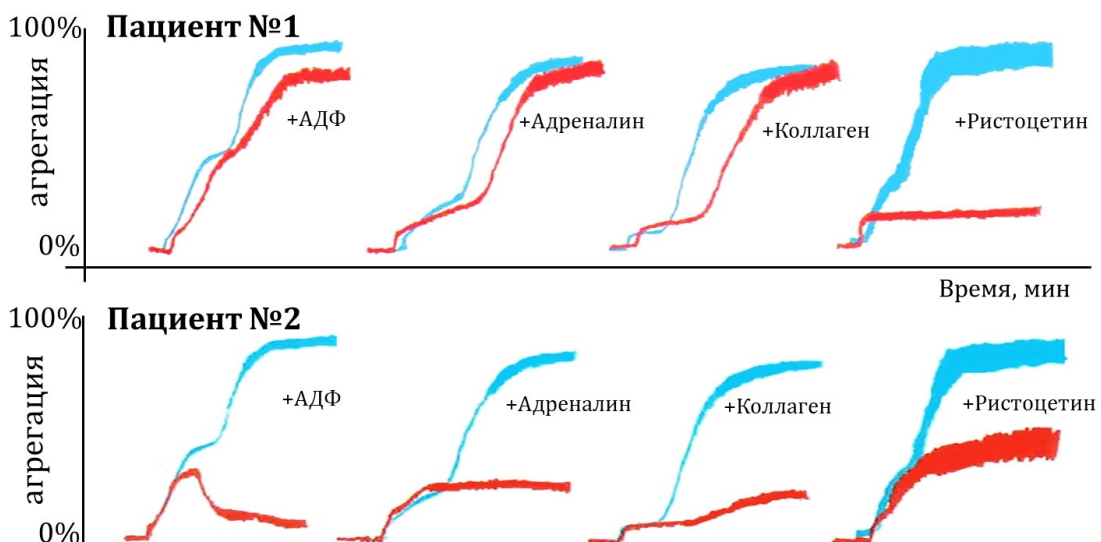 100%
Пациент №1
агрегация
+АДФ
+Адреналин
+Коллаген
+Ристоцетин
0%
Время, мин
100%
Пациент №2
агрегация
+АДФ
+Адреналин
+Коллаген
+Ристоцетин
0%